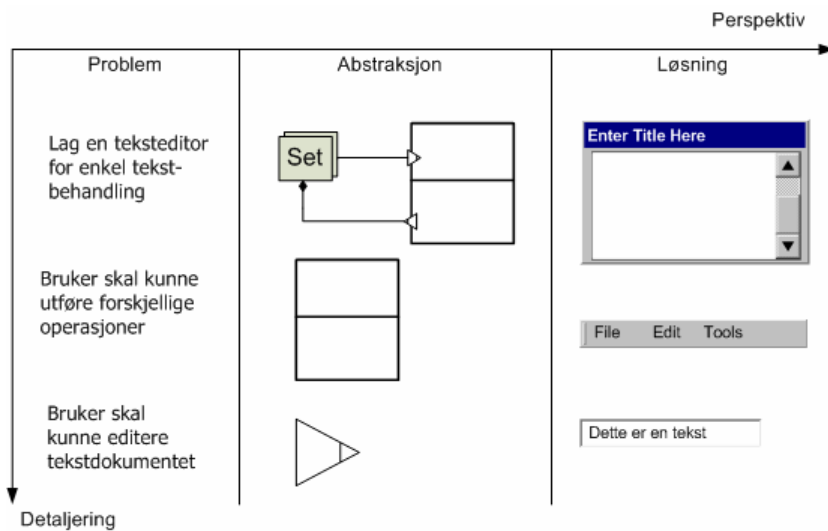 Perspektiv
Problem
Abstraksjon
Løsning
Lag en teksteditor
for enkel tekst-
behandling
Set
Enter Title Here
Bruker skal kunne
utføre forskjellige
operasjoner
File Edit Tools
Bruker skal
kunne editere
tekstdokumentet
Dette er en tekst
Detaljering